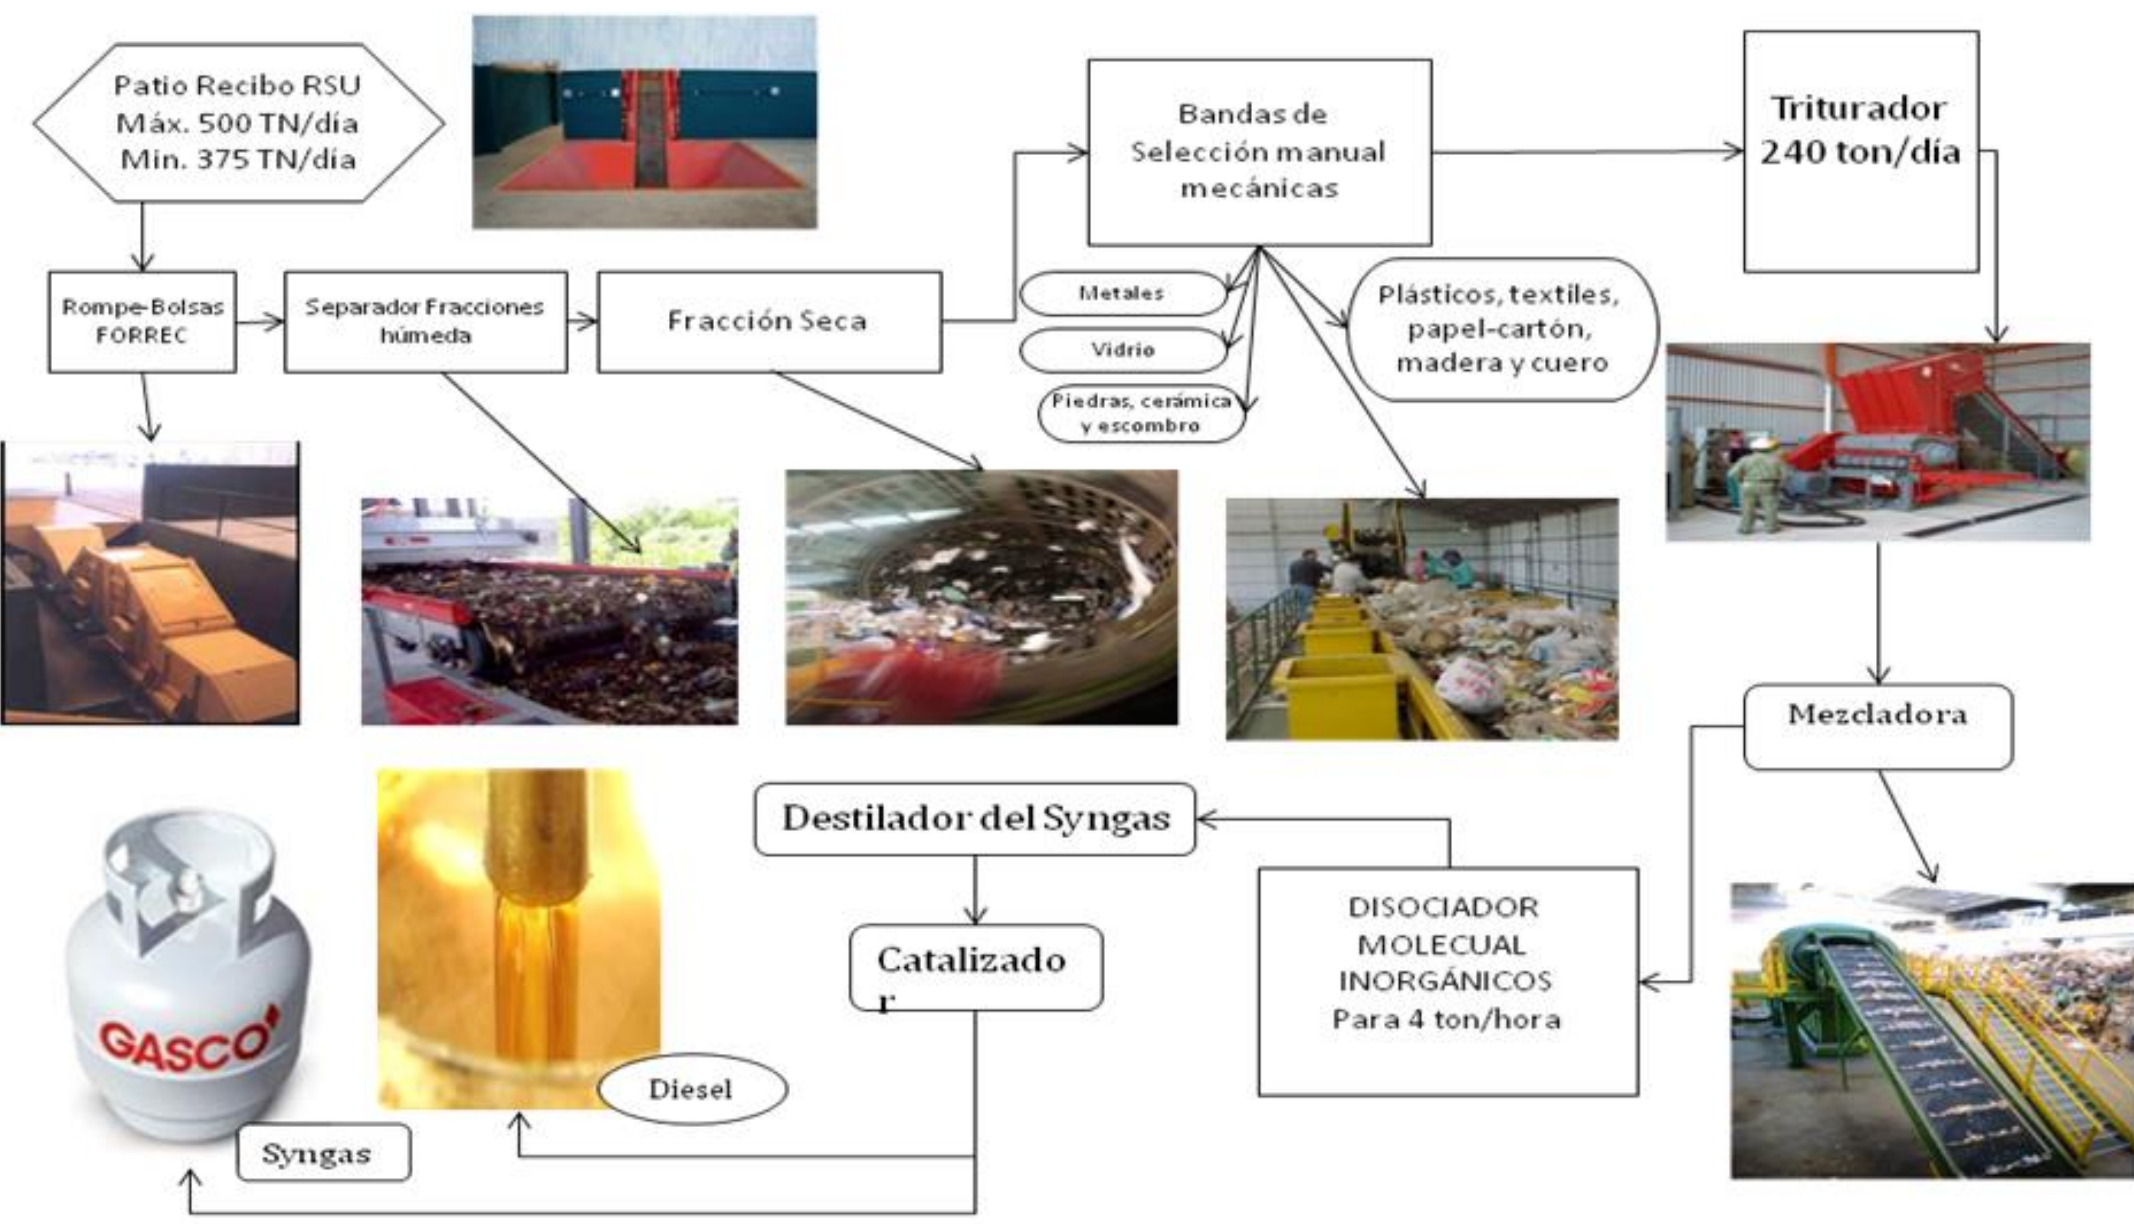 Patio Recibo RSU
Máx. 500 TN/día
Min. 375 TN/día
Rompe-Bolsas
FORREC
Separador Fracciones
húmeda
Fracción Seca
Bandas de
Selección manual
mecánicas
Triturador
240 ton/día
Metales
Vidrio
Piedras, cerámica
y escombro
Plásticos, textiles,
papel-cartón,
madera y cuero
Mezcladora
DISOCIADOR
MOLECUAL
INORGÁNICOS
Para 4 ton/hora
Destilador del Syngas
Catalizado
r
Diesel
Syngas
GASCO